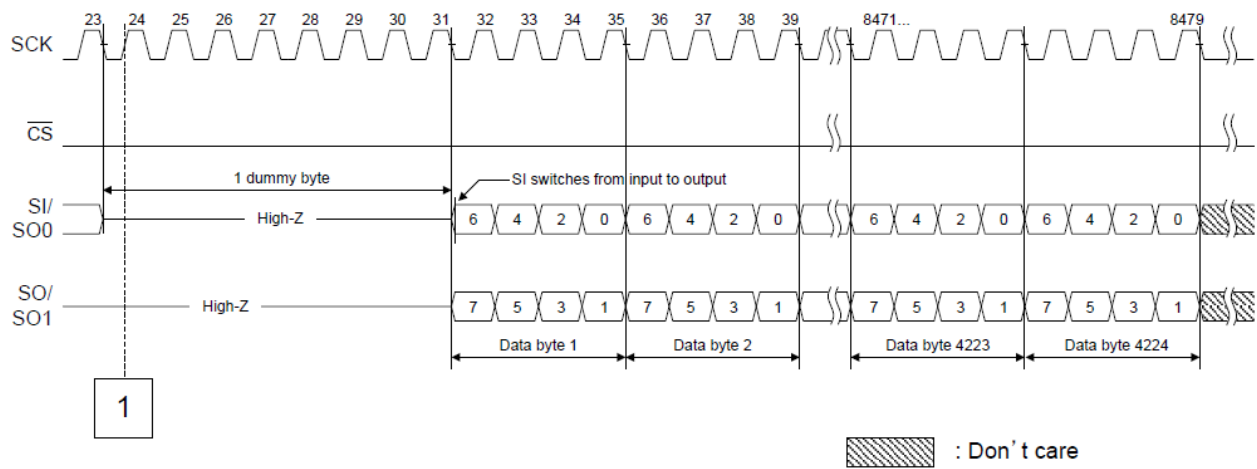 23 24 25 26 27 28 29 30 31 32 33 34 35 36 37 38 39 8471... 8479
SCK
CS
1 dummy byte
SI switches from input to output
SI/
SO0
High-Z
6 4 2 0 6 4 2 0 6 4 2 0 6 4 2 0
SO/
SO1
High-Z
7 5 3 1 7 5 3 1 7 5 3 1 7 5 3 1
Data byte 1 Data byte 2 Data byte 4223 Data byte 4224
1
: Don't care